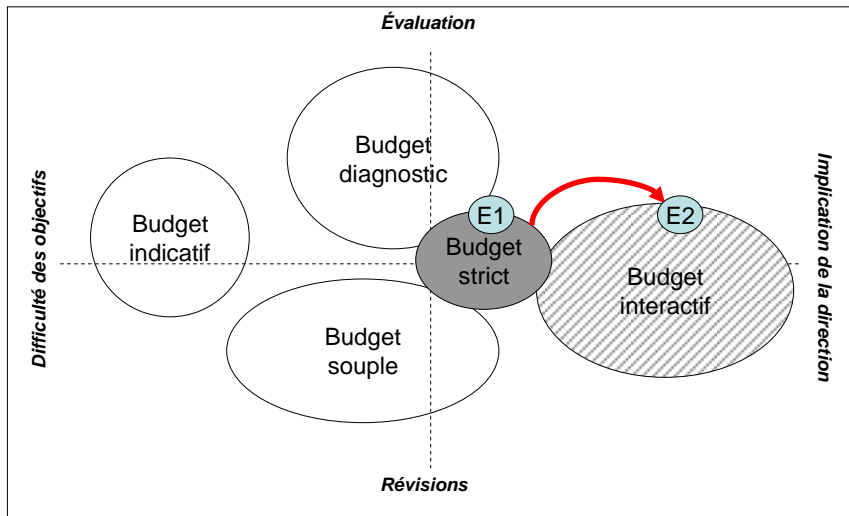 Évaluation
Budget
diagnostic
Difficulté des objectifs
Implication de la direction
E1
E2
Budget
indicatif
Budget
strict
Budget
interactif
Budget
souple
Révisions